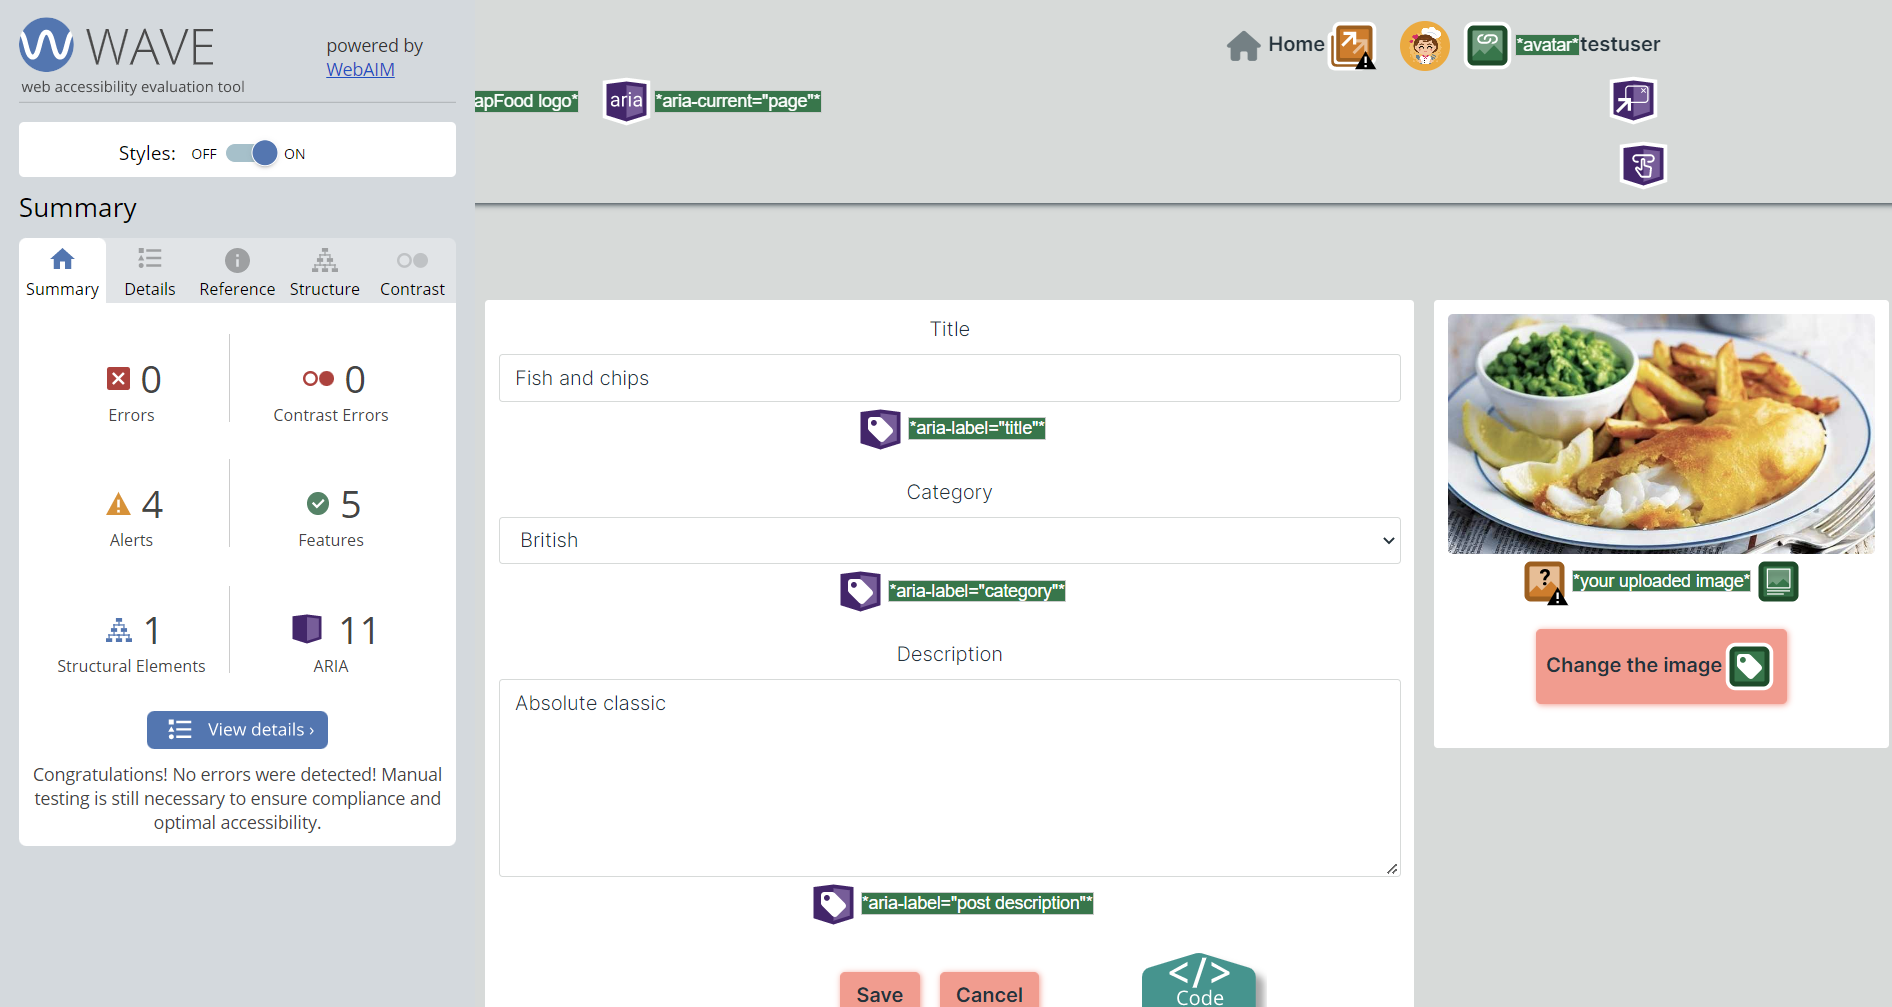 WAVE
powered by
WebAIM
web accessibility evaluation tool
Styles: OFF ON
Summary
Summary Details Reference Structure Contrast
0 Errors
0 Contrast Errors
4 Alerts
5 Features
1 Structural Elements
11 ARIA
View details ›
Congratulations! No errors were detected! Manual
testing is still necessary to ensure compliance and
optimal accessibility.
Home
*avatar*testuser
apFood logo*
aria *aria-current="page"*
Title
Fish and chips
*aria-label="title"*
Category
British
*aria-label="category"*
Description
Absolute classic
*aria-label="post description"*
Save Cancel
</> Code
? *your uploaded image*
Change the image